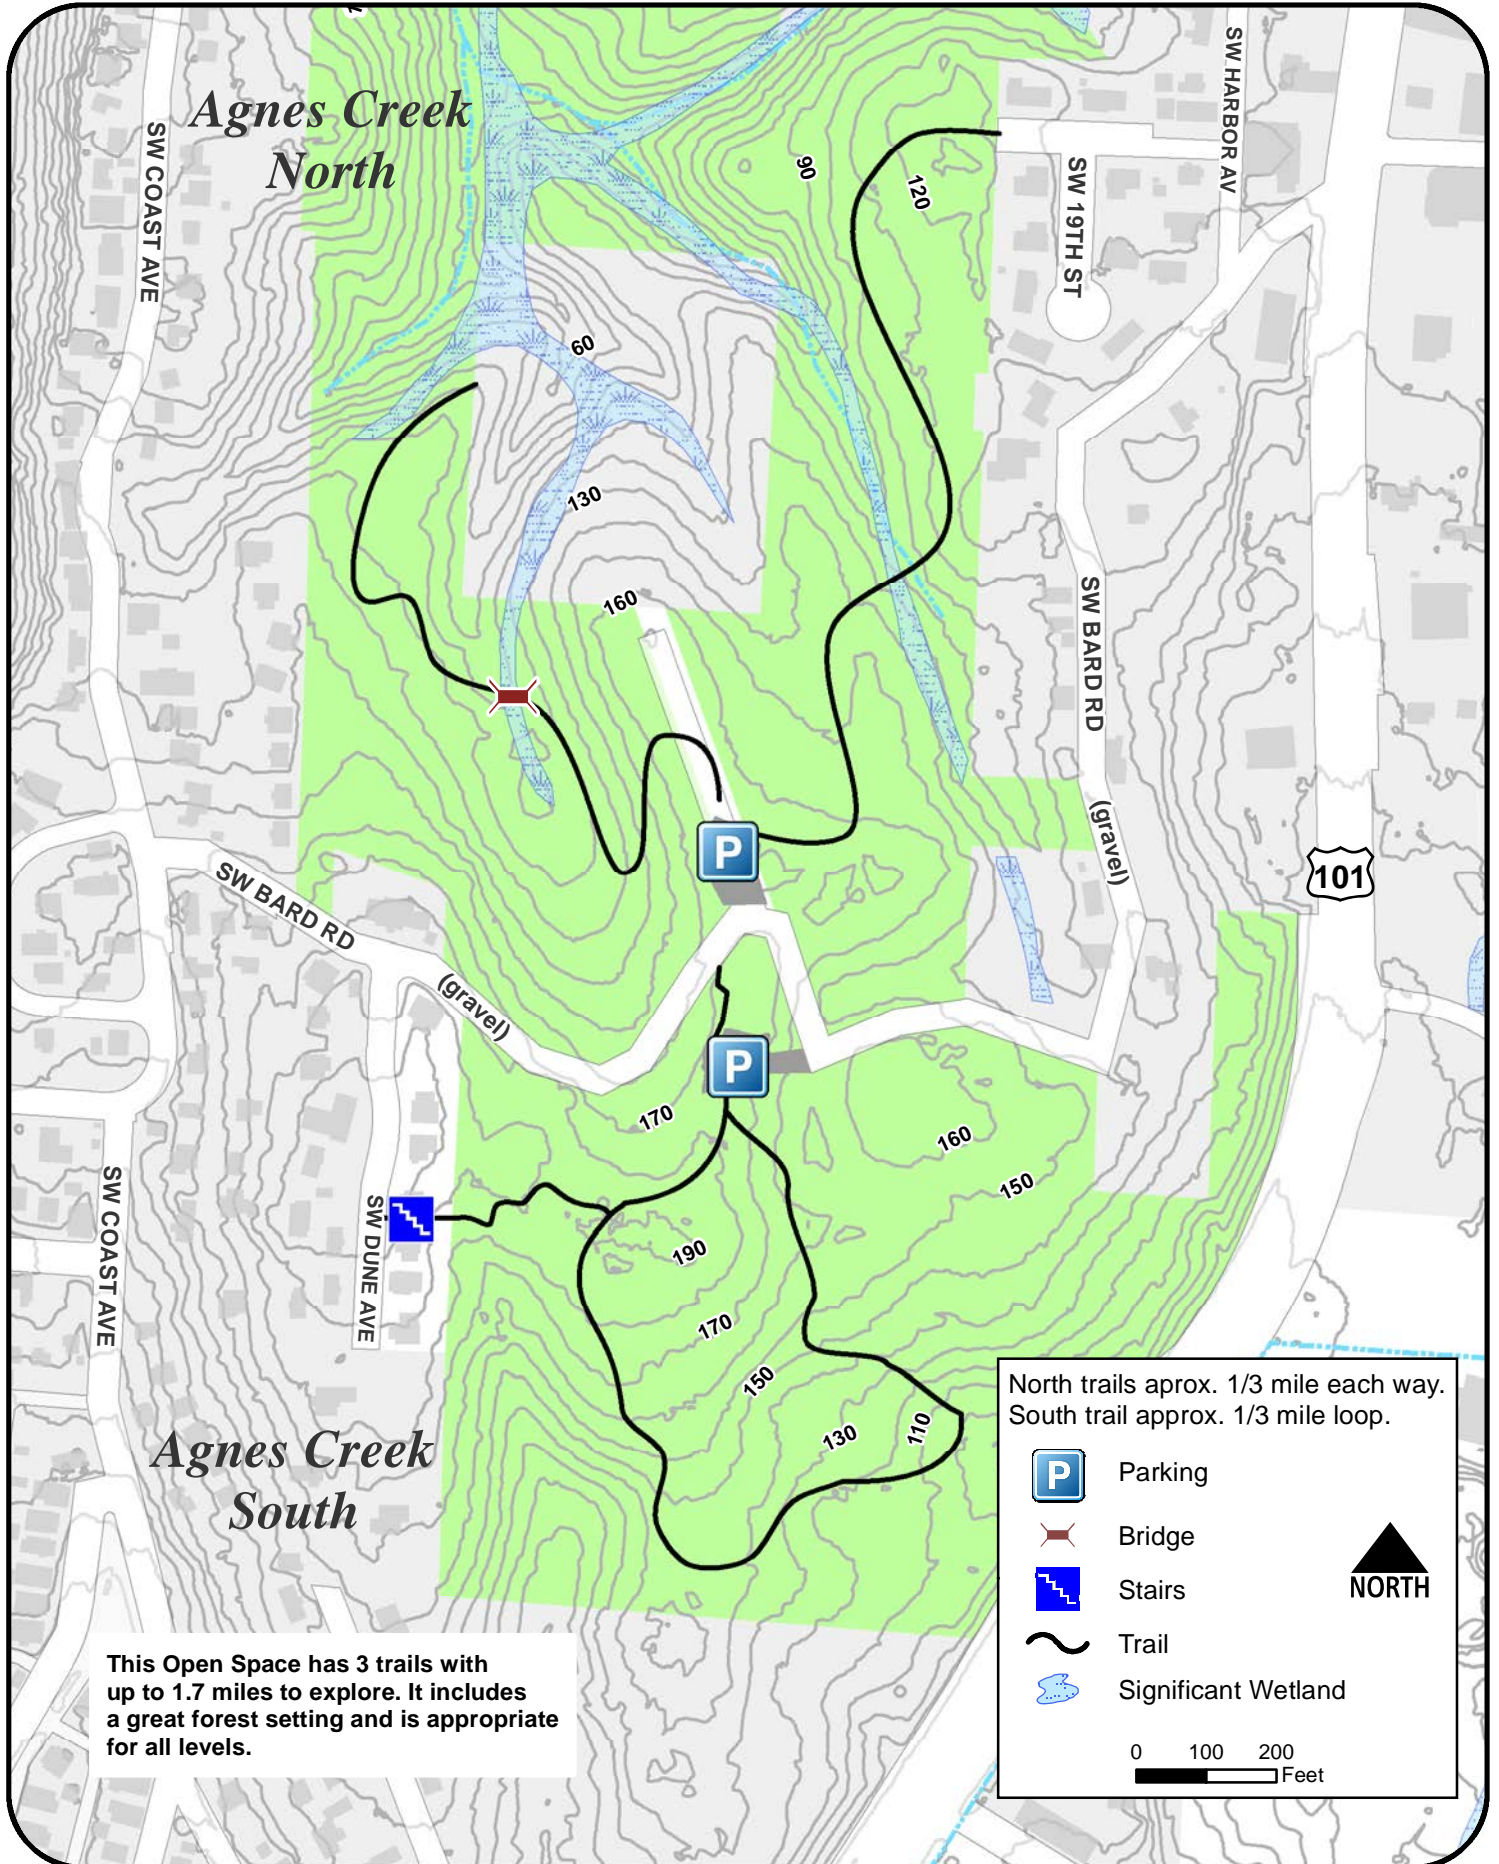 Agnes Creek
North
SW COAST AVE
SW HARBOR AV
SW 19TH ST
90
120
60
130
160
SW BARD RD
(gravel)
101
P
SW BARD RD
(gravel)
P
170
160
150
SW COAST AVE
SW DUNE AVE
190
170
150
130
110
Agnes Creek
South
This Open Space has 3 trails with
up to 1.7 miles to explore. It includes
a great forest setting and is appropriate
for all levels.
North trails aprox. 1/3 mile each way.
South trail approx. 1/3 mile loop.
P Parking
Bridge
Stairs
Trail
Significant Wetland
NORTH
0 100 200
Feet